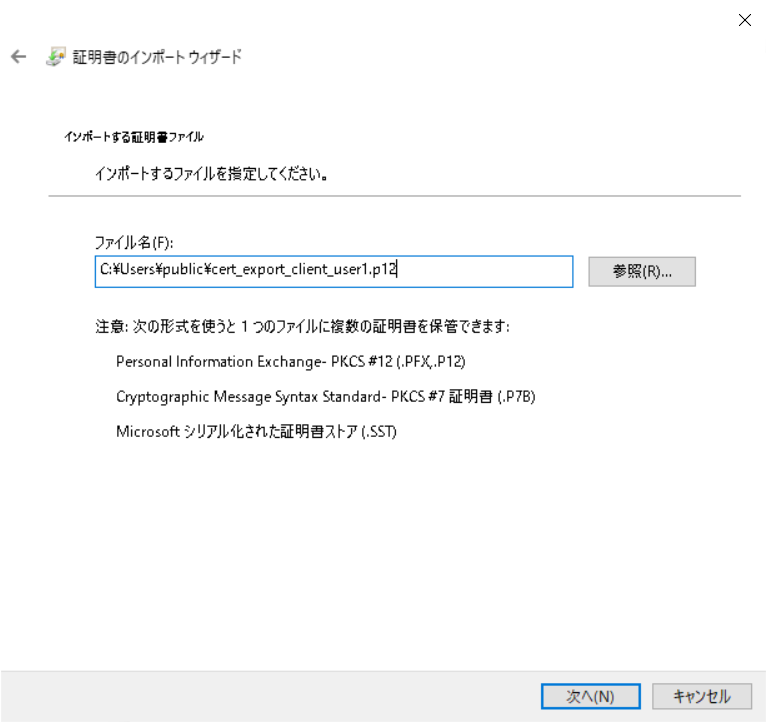 証明書のインポート ウィザード
インポートする証明書ファイル
インポートするファイルを指定してください。
ファイル名(F):
C:¥Users¥public¥cert_export_client_user1.p12
参照(R)...
注意: 次の形式を使うと 1 つのファイルに複数の証明書を保管できます:
Personal Information Exchange- PKCS #12 (.PFX,.P12)
Cryptographic Message Syntax Standard- PKCS #7 証明書 (.P7B)
Microsoft シリアル化された証明書ストア (.SST)
次へ(N)
キャンセル